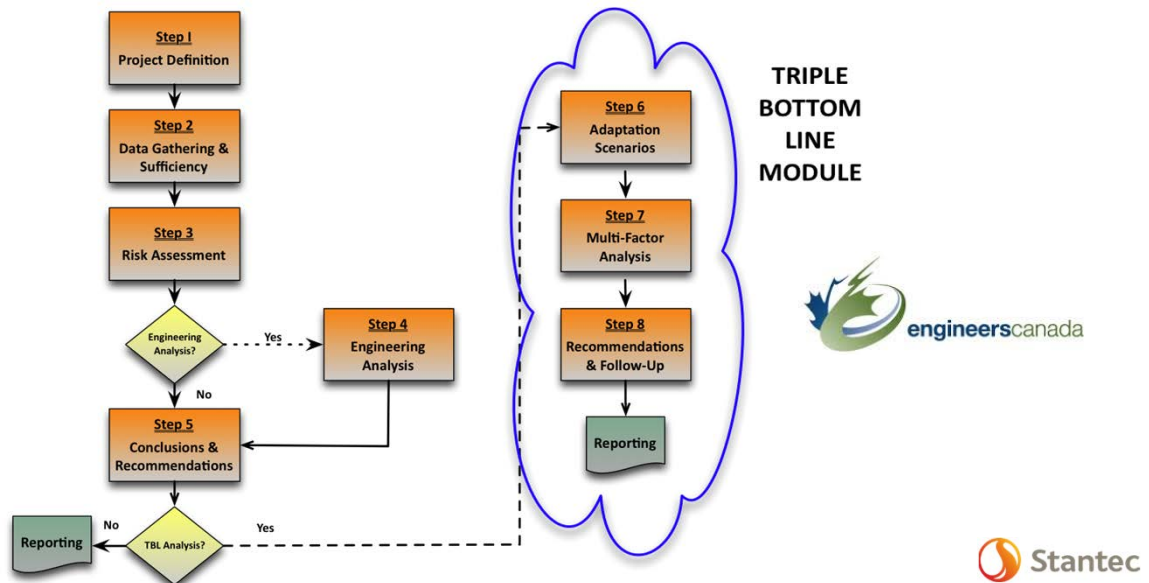 Step 1
Project Definition
Step 2
Data Gathering &
Sufficiency
Step 3
Risk Assessment
Engineering
Analysis?
Yes
No
Step 4
Engineering
Analysis
Step 5
Conclusions &
Recommendations
TBL Analysis?
No
Yes
Reporting
Step 6
Adaptation
Scenarios
Step 7
Multi-Factor
Analysis
Step 8
Recommendations
& Follow-Up
Reporting
TRIPLE
BOTTOM
LINE
MODULE
engineerscanada
Stantec